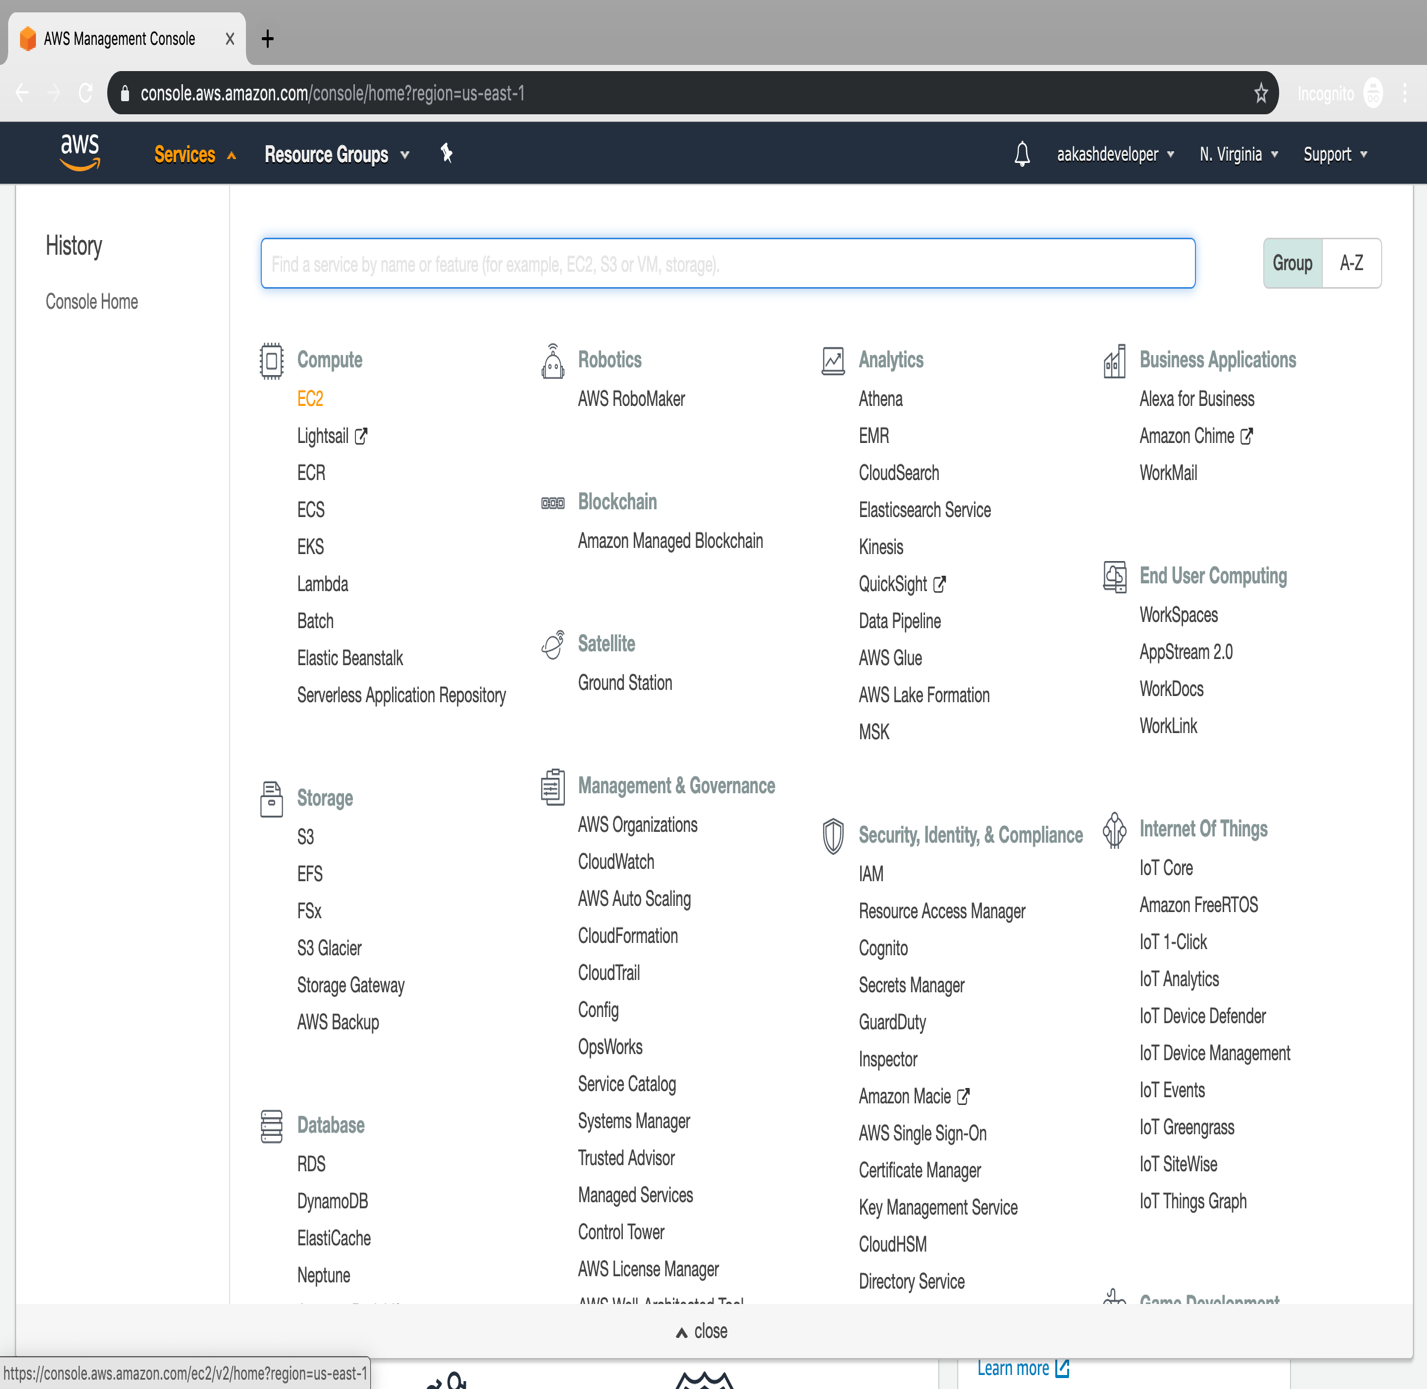 AWS Management Console
console.aws.amazon.com/console/home?region=us-east-1
Incognito
aws
Services
Resource Groups
aakashdeveloper
N. Virginia
Support
History
Console Home
Find a service by name or feature (for example, EC2, S3 or VM, storage).
Group
A-Z
Compute
EC2
Lightsail
ECR
ECS
EKS
Lambda
Batch
Elastic Beanstalk
Serverless Application Repository
Storage
S3
EFS
FSx
S3 Glacier
Storage Gateway
AWS Backup
Database
RDS
DynamoDB
ElastiCache
Neptune
Robotics
AWS RoboMaker
Blockchain
Amazon Managed Blockchain
Satellite
Ground Station
Management & Governance
AWS Organizations
CloudWatch
AWS Auto Scaling
CloudFormation
CloudTrail
Config
OpsWorks
Service Catalog
Systems Manager
Trusted Advisor
Managed Services
Control Tower
AWS License Manager
AWS Well-Architected Tool
Analytics
Athena
EMR
CloudSearch
Elasticsearch Service
Kinesis
QuickSight
Data Pipeline
AWS Glue
AWS Lake Formation
MSK
Security, Identity, & Compliance
IAM
Resource Access Manager
Cognito
Secrets Manager
GuardDuty
Inspector
Amazon Macie
AWS Single Sign-On
Certificate Manager
Key Management Service
CloudHSM
Directory Service
Business Applications
Alexa for Business
Amazon Chime
WorkMail
End User Computing
WorkSpaces
AppStream 2.0
WorkDocs
WorkLink
Internet Of Things
IoT Core
Amazon FreeRTOS
IoT 1-Click
IoT Analytics
IoT Device Defender
IoT Device Management
IoT Events
IoT Greengrass
IoT SiteWise
IoT Things Graph
Game Development
close
https://console.aws.amazon.com/ec2/v2/home?region=us-east-1
Learn more